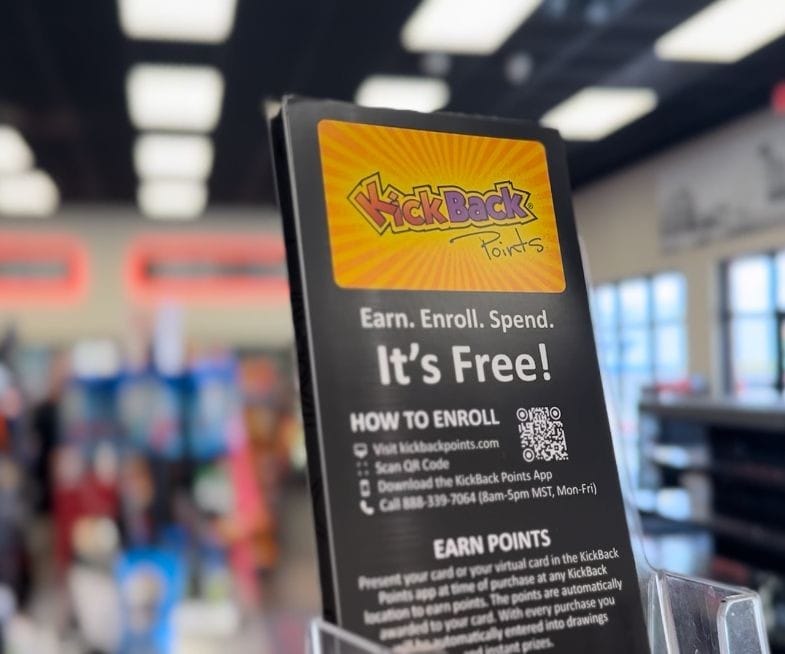 KickBack®
Points
Earn. Enroll. Spend.
It's Free!
HOW TO ENROLL
Visit kickbackpoints.com
Scan QR Code
Download the KickBack Points App
Call 888-339-7064 (8am-5pm MST, Mon-Fri)
EARN POINTS
Present your card or your virtual card in the KickBack
Points app at time of purchase at any KickBack
location to earn points. The points are automatically
awarded to your card. With every purchase you
will be automatically entered into drawings
and instant prizes.